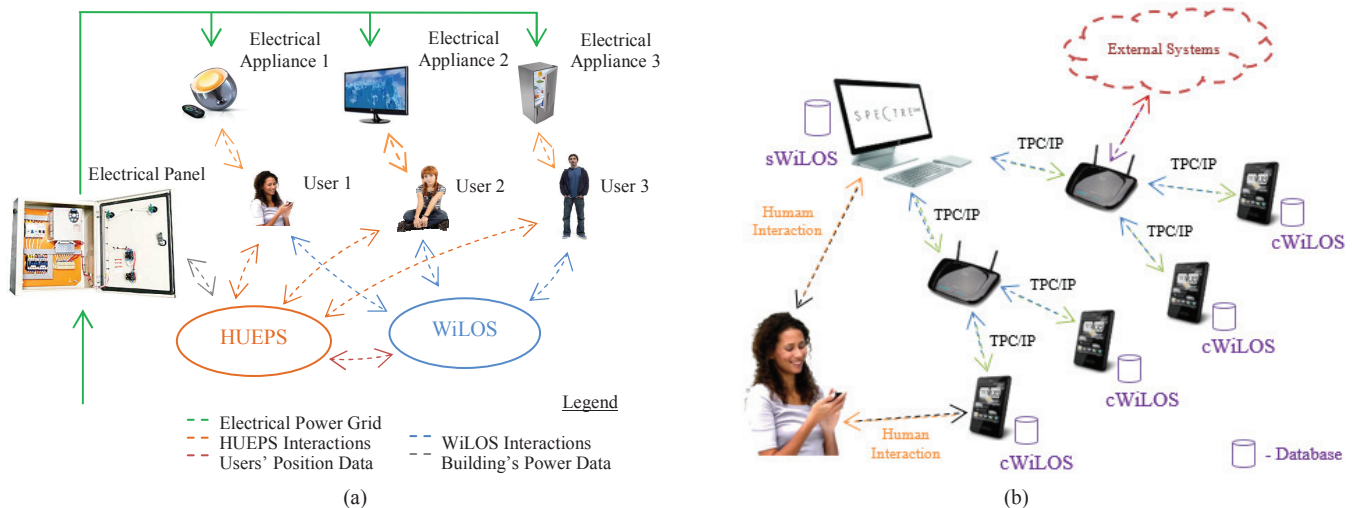 Electrical
Appliance 1
Electrical
Appliance 2
Electrical
Appliance 3
Electrical Panel
User 1
User 2
User 3
HUEPS
WiLOS
Legend
Electrical Power Grid
HUEPS Interactions
WiLOS Interactions
Users' Position Data
Building's Power Data
(a)
External Systems
SPECTRE
sWiLOS
TPC/IP
TPC/IP
cWiLOS
Humam
Interaction
TPC/IP
TPC/IP
cWiLOS
TPC/IP
TPC/IP
cWiLOS
Human
Interaction
cWiLOS
- Database
(b)